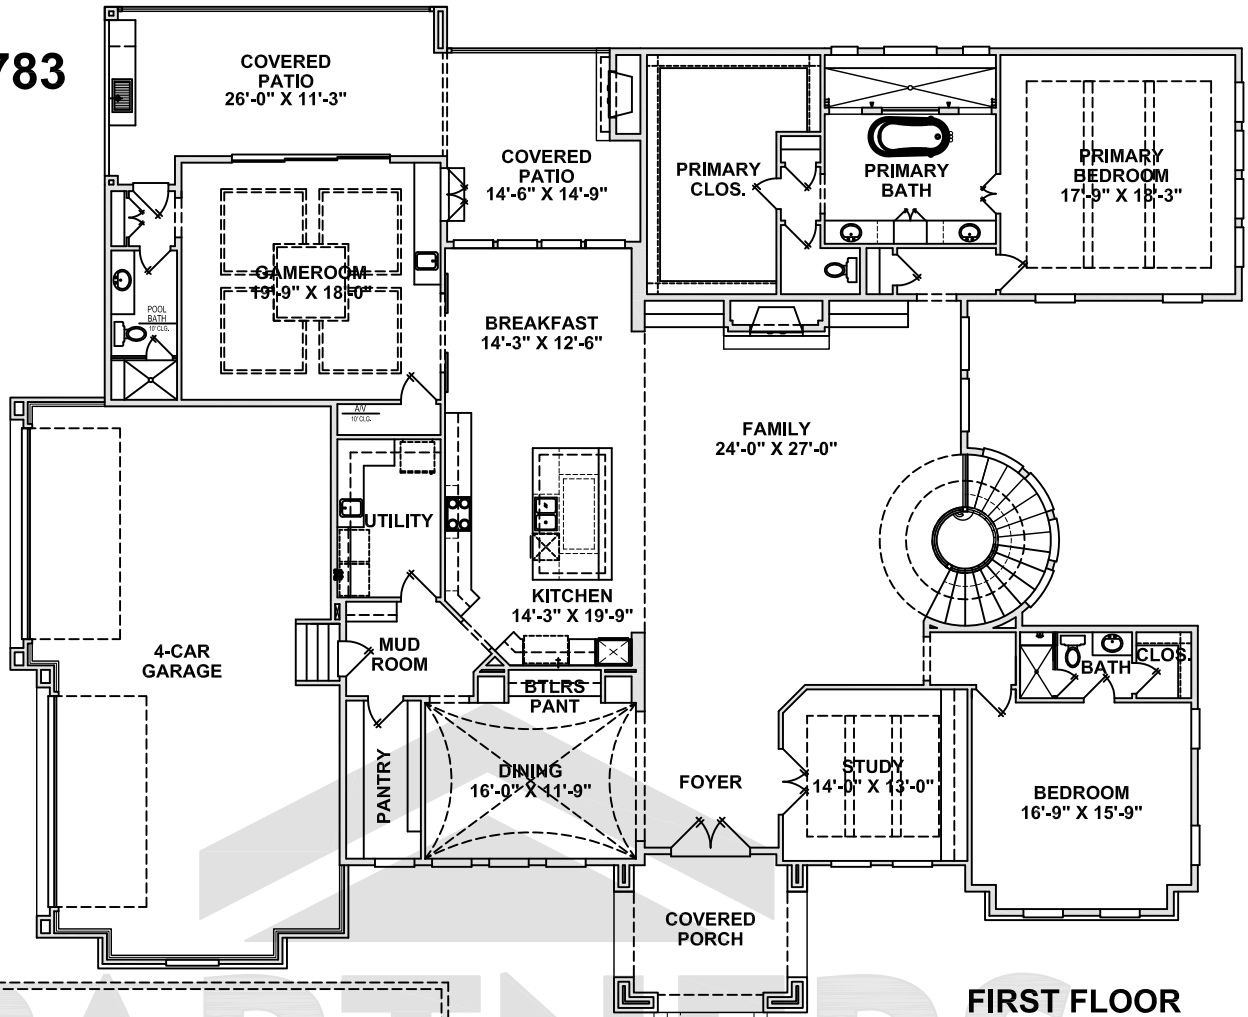 783
COVERED
PATIO
26'-0" X 11'-3"
COVERED
PATIO
14'-6" X 14'-9"
PRIMARY
CLOS.
PRIMARY
BATH
PRIMARY
BEDROOM
17'-9" X 18'-3"
GAMEROOM
19'-9" X 18'-0"
POOL
BATH
10' CLG.
BREAKFAST
14'-3" X 12'-6"
A/V
10' CLG.
FAMILY
24'-0" X 27'-0"
UTILITY
KITCHEN
14'-3" X 19'-9"
4-CAR
GARAGE
MUD
ROOM
BATH
CLOS.
BTLRS
PANT
PANTRY
DINING
16'-0" X 11'-9"
FOYER
STUDY
14'-0" X 13'-0"
BEDROOM
16'-9" X 15'-9"
COVERED
PORCH
PARTNERS
FIRST FLOOR